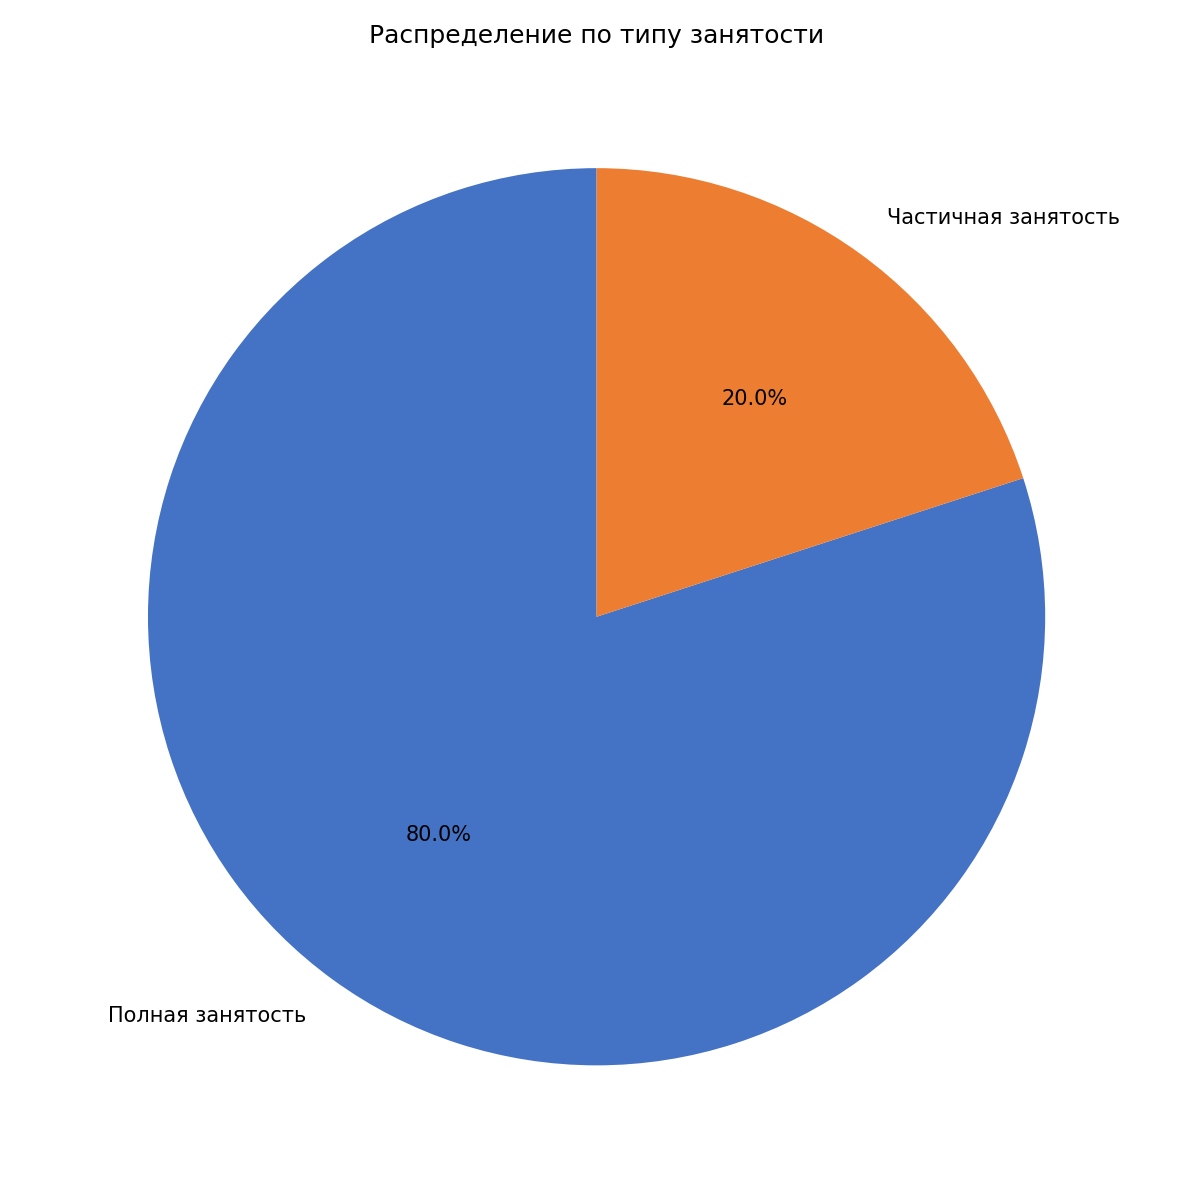 Распределение по типу занятости
Частичная занятость
20.0%
80.0%
Полная занятость